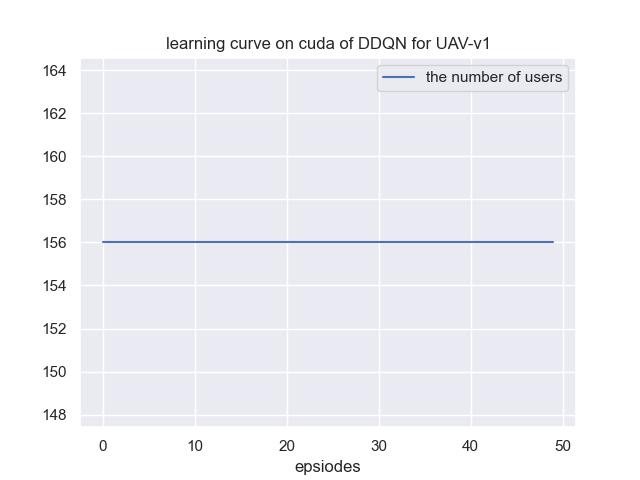 learning curve on cuda of DDQN for UAV-v1
the number of users
164
162
160
158
156
154
152
150
148
0 10 20 30 40 50
epsiodes